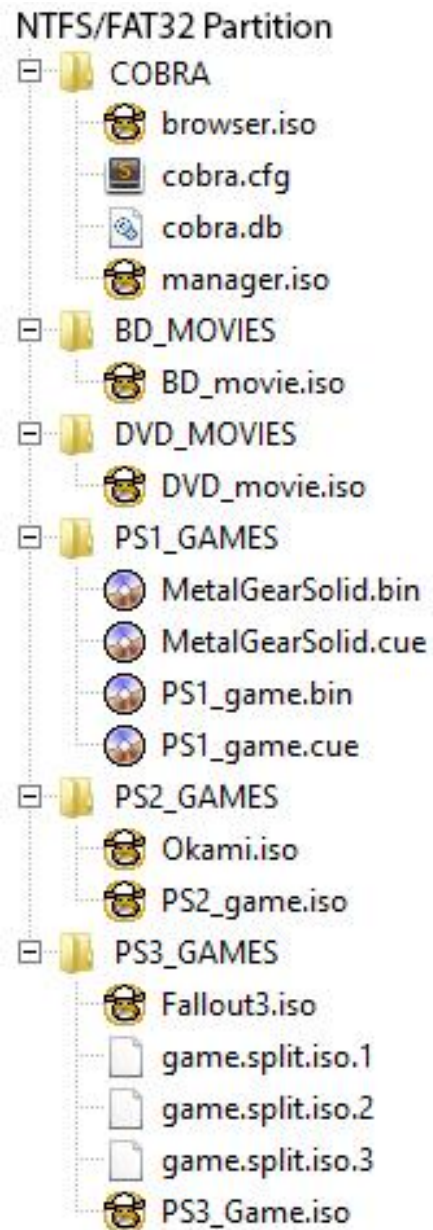 NTFS/FAT32 Partition
COBRA
browser.iso
cobra.cfg
cobra.db
manager.iso
BD_MOVIES
BD_movie.iso
DVD_MOVIES
DVD_movie.iso
PS1_GAMES
MetalGearSolid.bin
MetalGearSolid.cue
PS1_game.bin
PS1_game.cue
PS2_GAMES
Okami.iso
PS2_game.iso
PS3_GAMES
Fallout3.iso
game.split.iso.1
game.split.iso.2
game.split.iso.3
PS3_Game.iso